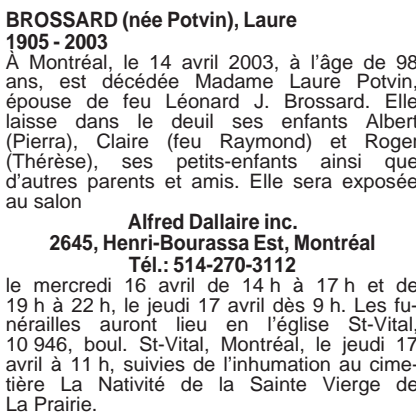 BROSSARD (née Potvin), Laure
1905 - 2003
À Montréal, le 14 avril 2003, à l'âge de 98
ans, est décédée Madame Laure Potvin,
épouse de feu Léonard J. Brossard. Elle
laisse dans le deuil ses enfants Albert
(Pierra), Claire (feu Raymond) et Roger
(Thérèse), ses petits-enfants ainsi que
d'autres parents et amis. Elle sera exposée
au salon
Alfred Dallaire inc.
2645, Henri-Bourassa Est, Montréal
Tél.: 514-270-3112
le mercredi 16 avril de 14 h à 17 h et de
19 h à 22 h, le jeudi 17 avril dès 9 h. Les fu-
nérailles auront lieu en l'église St-Vital,
10 946, boul. St-Vital, Montréal, le jeudi 17
avril à 11 h, suivies de l'inhumation au cime-
tière La Nativité de la Sainte Vierge de
La Prairie.